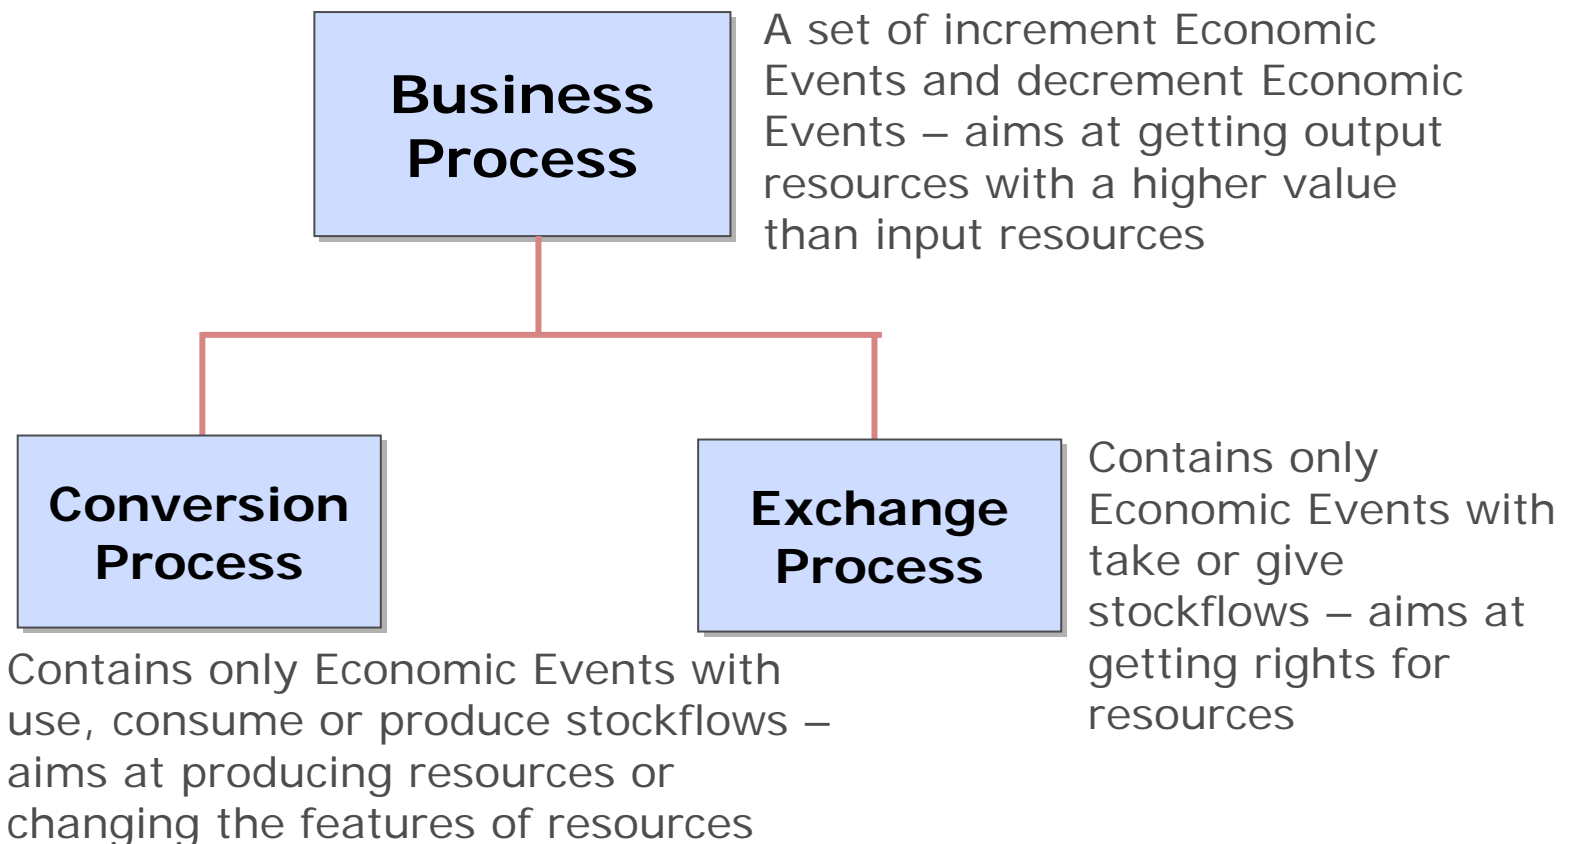 Business
Process
A set of increment Economic
Events and decrement Economic
Events – aims at getting output
resources with a higher value
than input resources
Conversion
Process
Contains only Economic Events with
use, consume or produce stockflows –
aims at producing resources or
changing the features of resources
Exchange
Process
Contains only
Economic Events with
take or give
stockflows – aims at
getting rights for
resources